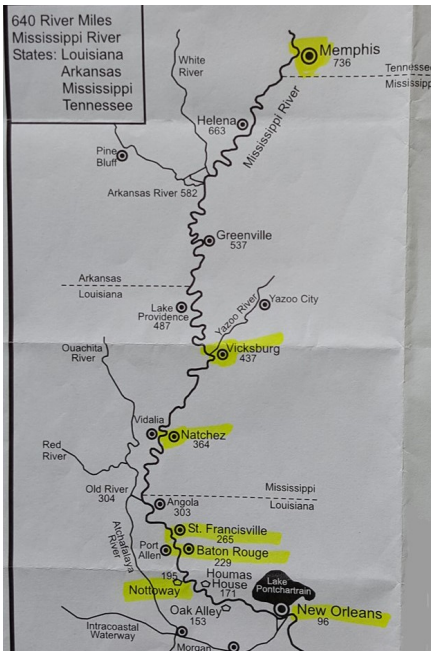 640 River Miles
Mississippi River
States: Louisiana
Arkansas
Mississippi
Tennessee
Memphis
736
White
River
Tennessee
Mississipp
Helena
663
Mississippi River
Pine
Bluff
Arkansas River 582
Greenville
537
Arkansas
Louisiana
Lake
Providence
487
Yazoo River
Yazoo City
Ouachita
River
Vicksburg
437
Vidalia
Natchez
364
Red
River
Old River
304
Mississippi
Louisiana
Angola
303
Atchafalaya
River
St. Francisville
265
Port
Allen
Baton Rouge
229
195
Nottoway
Houmas
House
171
Lake
Pontchartrain
Oak Alley
153
New Orleans
96
Intracoastal
Waterway
Morgan